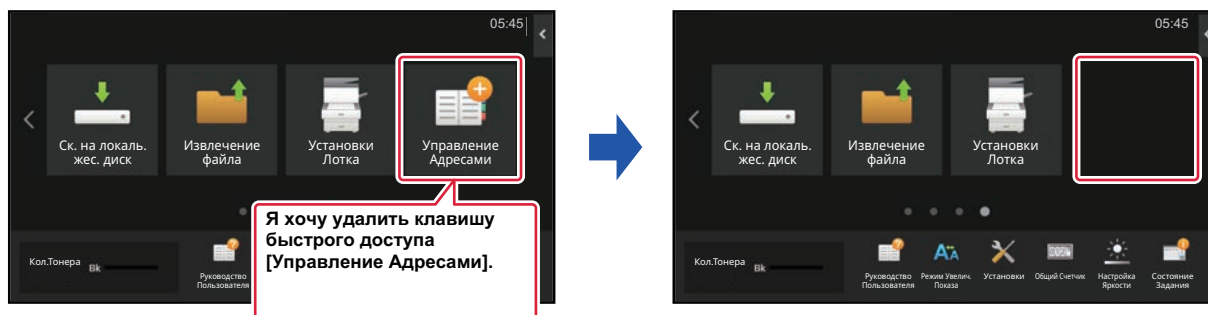 05:45
Ск. на локаль.
жес. диск
Извлечение
файла
Установки
Лотка
Управление
Адресами
Я хочу удалить клавишу
быстрого доступа
[Управление Адресами].
Кол.Тонера
Bk
Руководство
Пользователя
05:45
Ск. на локаль.
жес. диск
Извлечение
файла
Установки
Лотка
Кол.Тонера
Bk
Руководство
Пользователя
Режим Увелич.
Показа
Установки
Общий Счетчик
Настройка
Яркости
Состояние
Задания